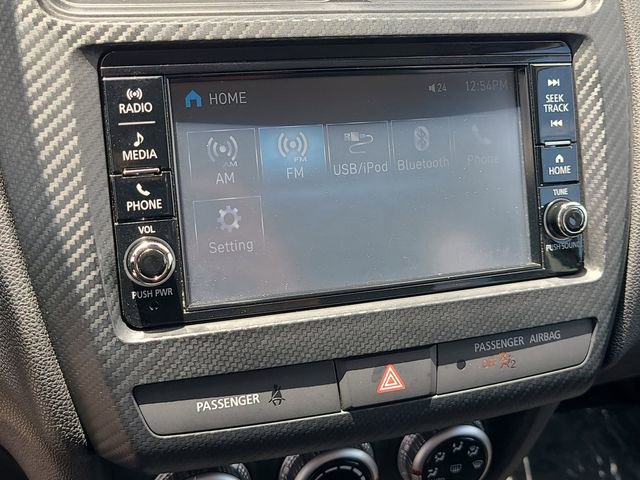 RADIO
MEDIA
PHONE
VOL
PUSH PWR
HOME
24
12:54PM
AM
FM
FM
USB/iPod
Bluetooth
Phone
Setting
SEEK
TRACK
HOME
TUNE
PUSH SOUND
PASSENGER
PASSENGER AIRBAG